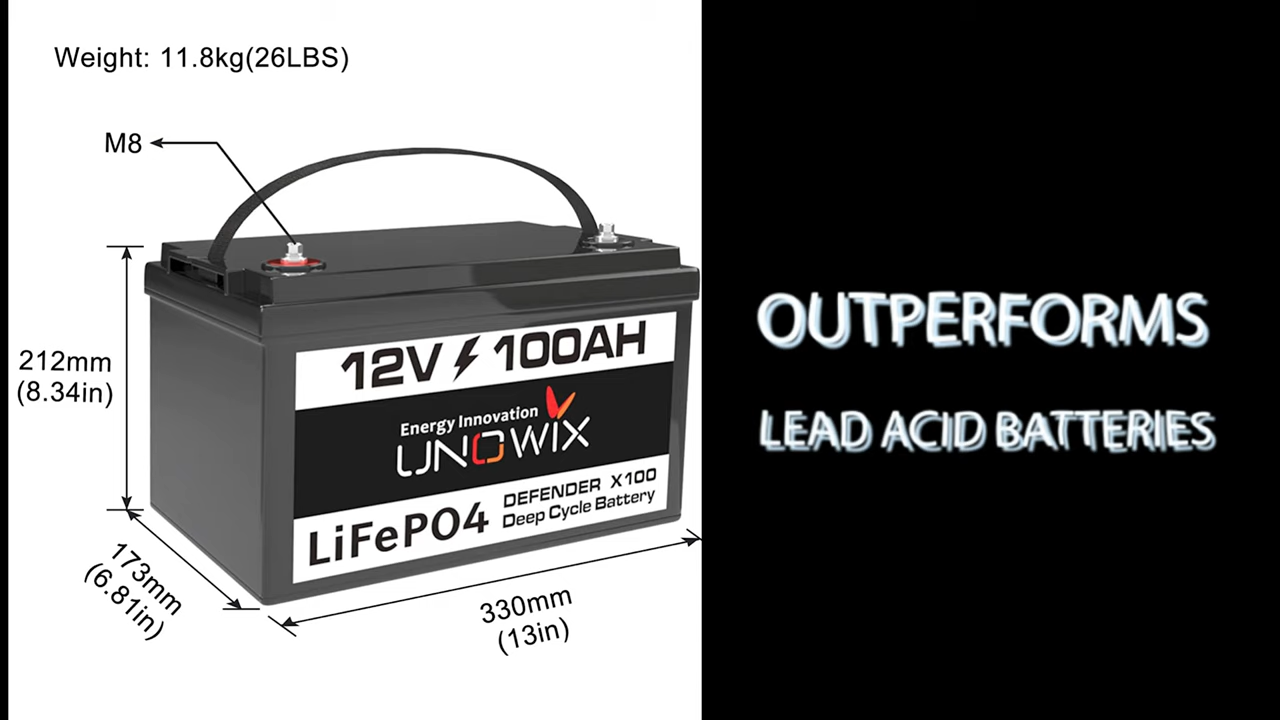 Weight: 11.8kg(26LBS)
M8
212mm
(8.34in)
12V 100AH
Energy Innovation
UNOWIX
LiFePO4
DEFENDER X100
Deep Cycle Battery
173mm
(6.81in)
330mm
(13in)
OUTPERFORMS
LEAD ACID BATTERIES